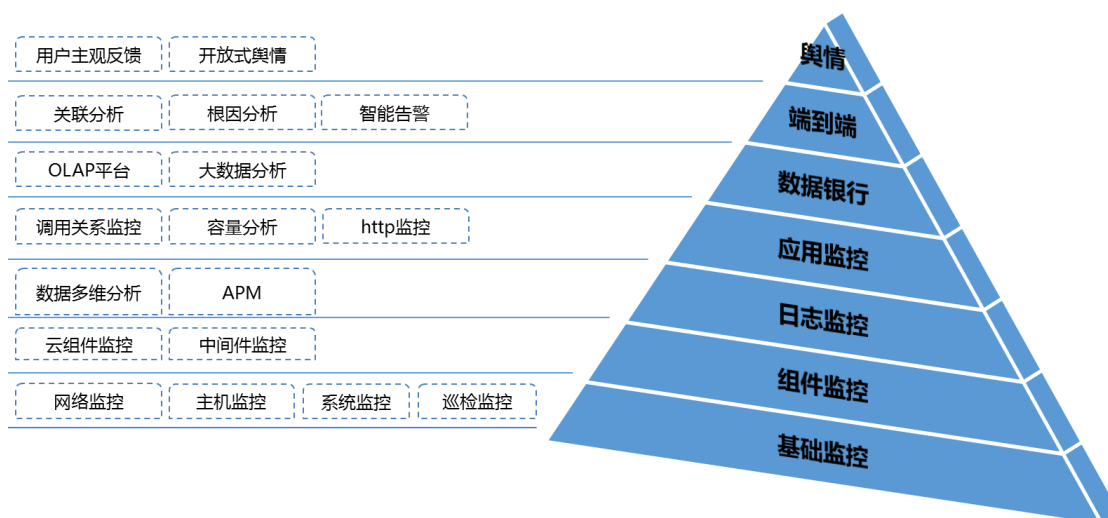 用户主观反馈 开放式舆情 舆情
关联分析 根因分析 智能告警 端到端
OLAP平台 大数据分析 数据银行
调用关系监控 容量分析 http监控 应用监控
数据多维分析 APM 日志监控
云组件监控 中间件监控 组件监控
网络监控 主机监控 系统监控 巡检监控 基础监控